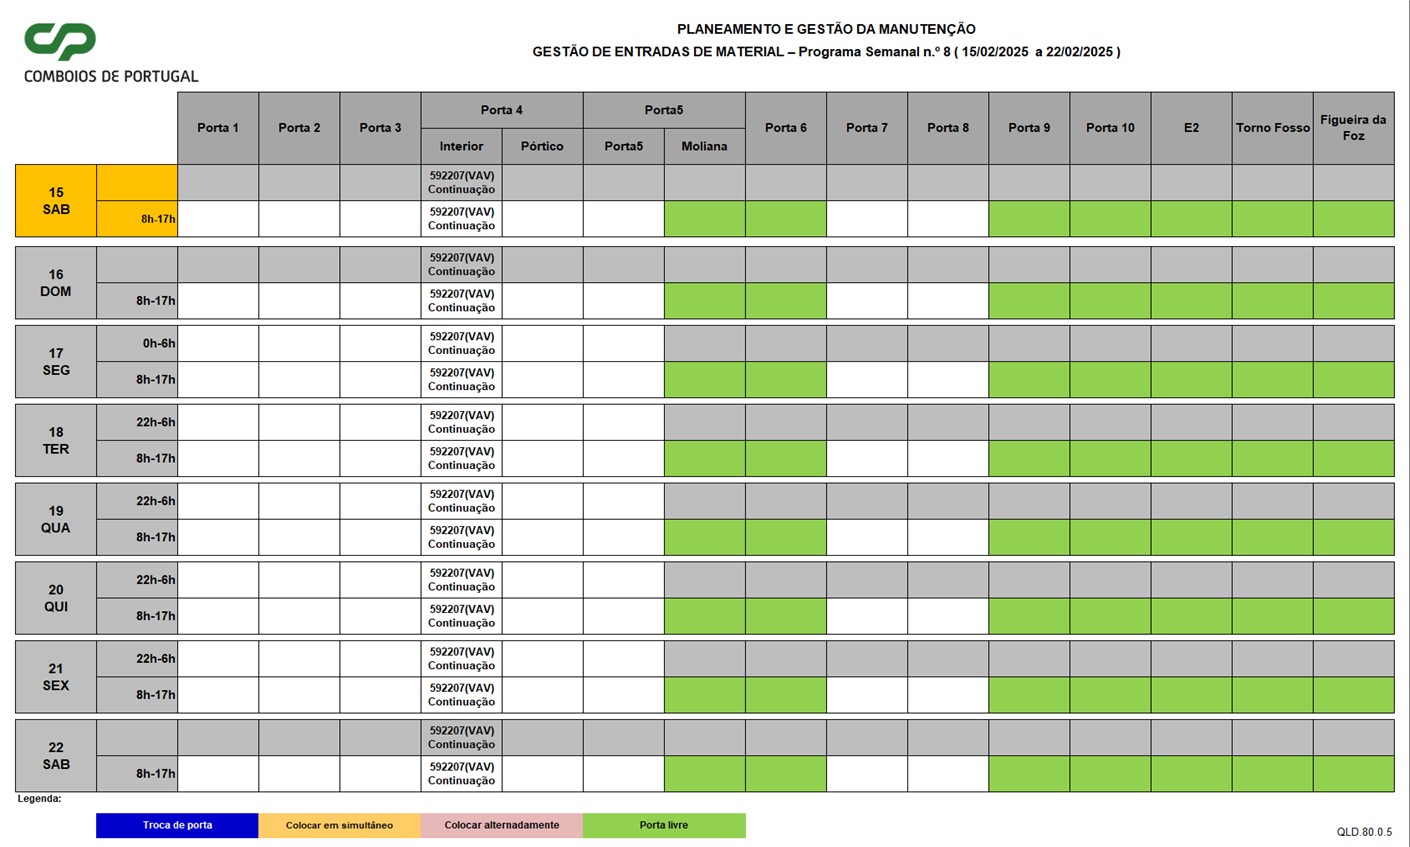 PLANEAMENTO E GESTÃO DA MANUTENÇÃO
GESTÃO DE ENTRADAS DE MATERIAL – Programa Semanal n.º 8 ( 15/02/2025 a 22/02/2025 )
CP
COMBOIOS DE PORTUGAL
Porta 1 Porta 2 Porta 3 Porta 4 Porta5 Porta 6 Porta 7 Porta 8 Porta 9 Porta 10 E2 Torno Fosso Figueira da
Foz
Interior Pórtico Porta5 Moliana
15
SAB
592207(VAV)
Continuação
8h-17h 592207(VAV)
Continuação
16
DOM
592207(VAV)
Continuação
8h-17h 592207(VAV)
Continuação
17
SEG
0h-6h 592207(VAV)
Continuação
8h-17h 592207(VAV)
Continuação
18
TER
22h-6h 592207(VAV)
Continuação
8h-17h 592207(VAV)
Continuação
19
QUA
22h-6h 592207(VAV)
Continuação
8h-17h 592207(VAV)
Continuação
20
QUI
22h-6h 592207(VAV)
Continuação
8h-17h 592207(VAV)
Continuação
21
SEX
22h-6h 592207(VAV)
Continuação
8h-17h 592207(VAV)
Continuação
22
SAB
592207(VAV)
Continuação
8h-17h 592207(VAV)
Continuação
Legenda:
Troca de porta Colocar em simultáneo Colocar alternadamente Porta livre
QLD.80.0.5